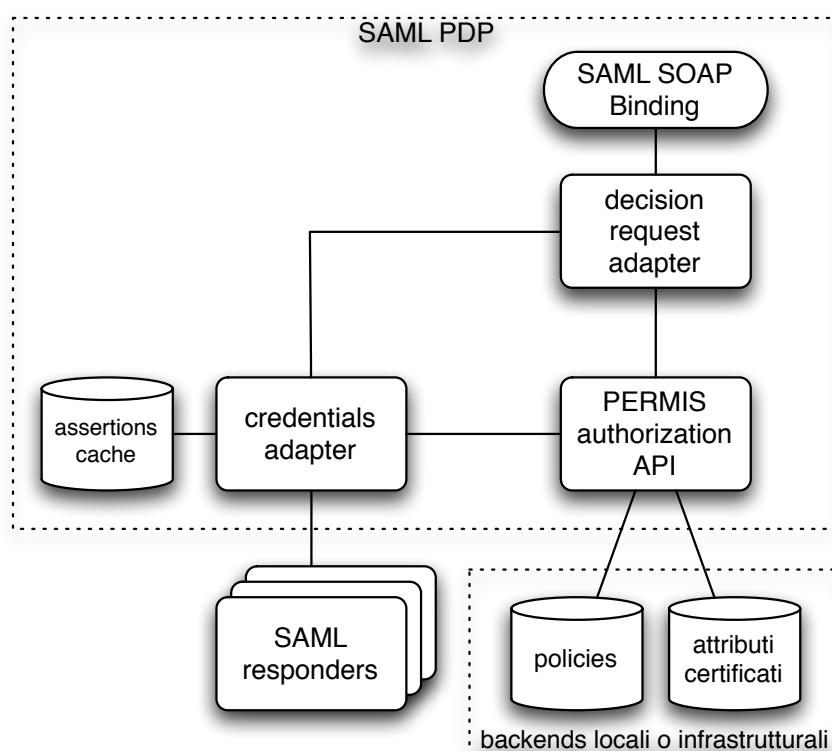 SAML PDP
SAML SOAP
Binding
decision
request
adapter
assertions
cache
credentials
adapter
PERMIS
authorization
API
SAML
responders
policies
attributi
certificati
backends locali o infrastrutturali